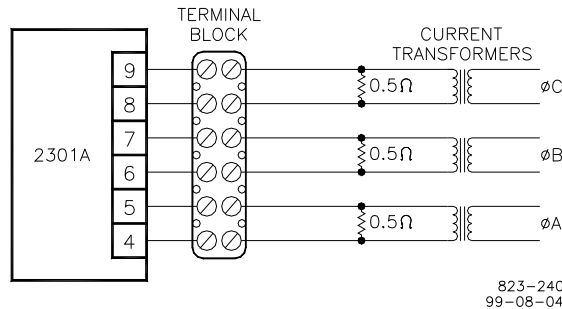 TERMINAL
BLOCK
CURRENT
TRANSFORMERS
2301A
9
8
7
6
5
4
0.5Ω
0.5Ω
0.5Ω
øC
øB
øA
823-240
99-08-04